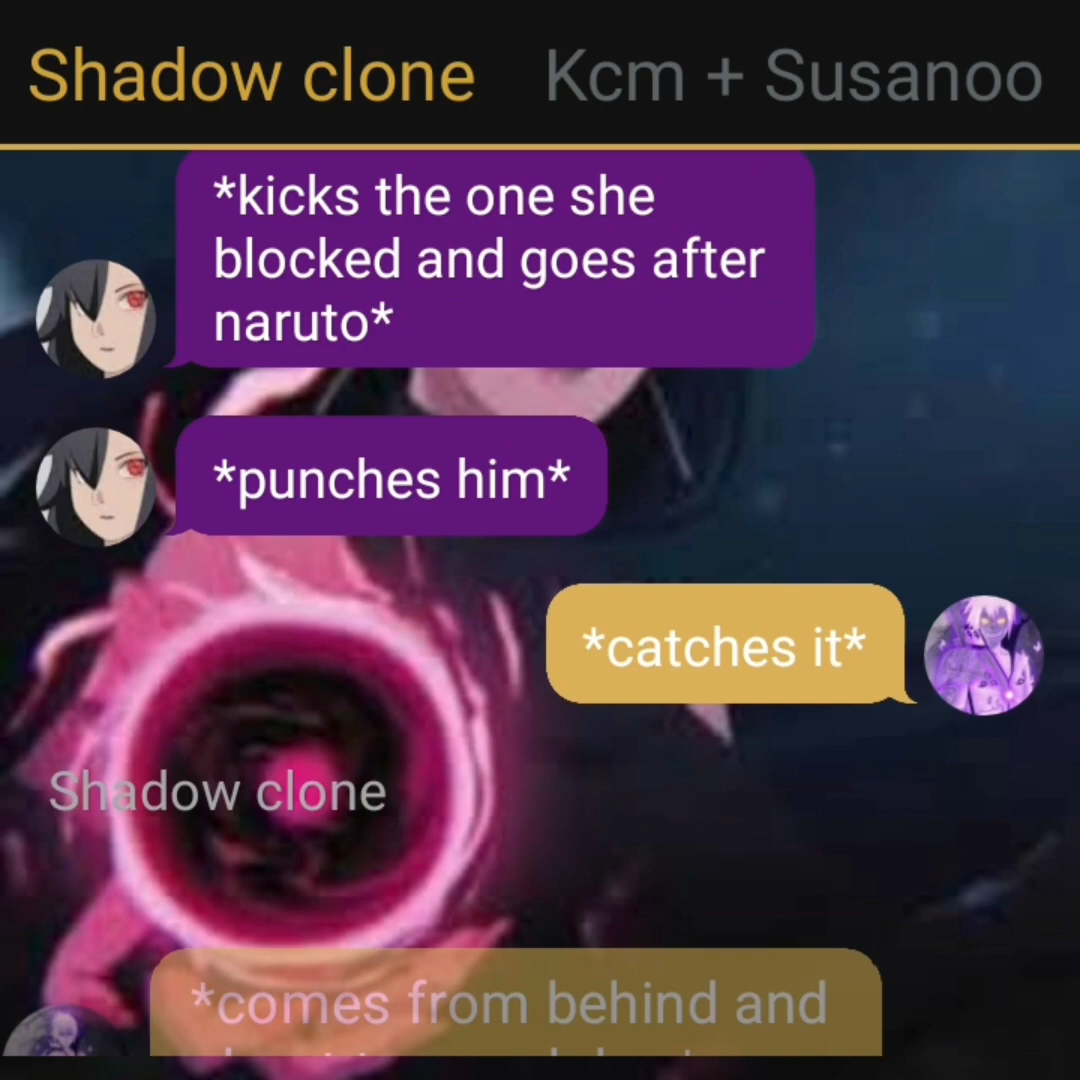 Shadow clone Kcm + Susanoo
*kicks the one she
blocked and goes after
naruto*
*punches him*
*catches it*
Shadow clone
*comes from behind and